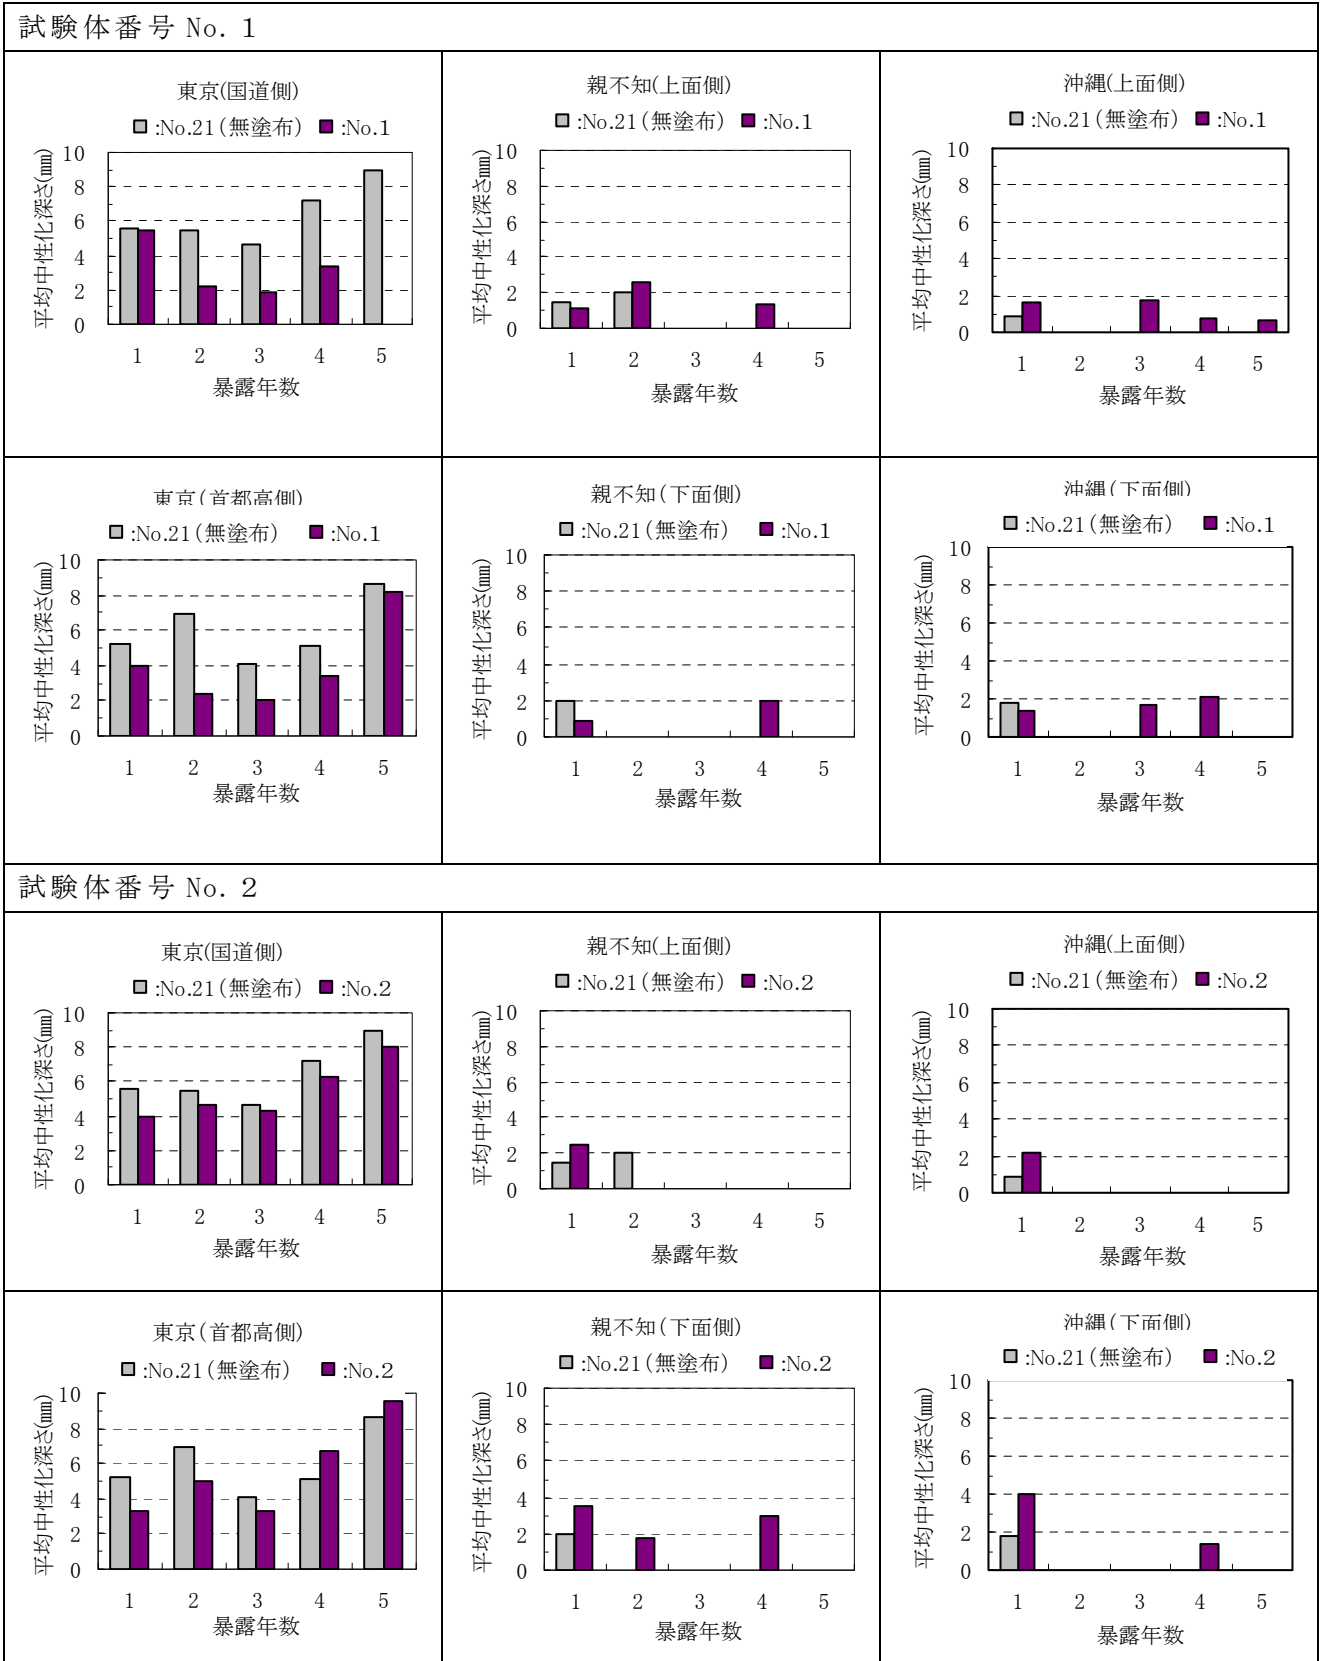 試験体番号 No. 1
東京(国道側)
:No.21(無塗布) :No.1
平均中性化深さ(mm)
10
8
6
4
2
0
1 2 3 4 5
暴露年数
親不知(上面側)
:No.21(無塗布) :No.1
平均中性化深さ(mm)
10
8
6
4
2
0
1 2 3 4 5
暴露年数
沖縄(上面側)
:No.21(無塗布) :No.1
平均中性化深さ(mm)
10
8
6
4
2
0
1 2 3 4 5
暴露年数
東京(首都高側)
:No.21(無塗布) :No.1
平均中性化深さ(mm)
10
8
6
4
2
0
1 2 3 4 5
暴露年数
親不知(下面側)
:No.21(無塗布) :No.1
平均中性化深さ(mm)
10
8
6
4
2
0
1 2 3 4 5
暴露年数
沖縄(下面側)
:No.21(無塗布) :No.1
平均中性化深さ(mm)
10
8
6
4
2
0
1 2 3 4 5
暴露年数
試験体番号 No. 2
東京(国道側)
:No.21(無塗布) :No.2
平均中性化深さ(mm)
10
8
6
4
2
0
1 2 3 4 5
暴露年数
親不知(上面側)
:No.21(無塗布) :No.2
平均中性化深さ(mm)
10
8
6
4
2
0
1 2 3 4 5
暴露年数
沖縄(上面側)
:No.21(無塗布) :No.2
平均中性化深さ(mm)
10
8
6
4
2
0
1 2 3 4 5
暴露年数
東京(首都高側)
:No.21(無塗布) :No.2
平均中性化深さ(mm)
10
8
6
4
2
0
1 2 3 4 5
暴露年数
親不知(下面側)
:No.21(無塗布) :No.2
平均中性化深さ(mm)
10
8
6
4
2
0
1 2 3 4 5
暴露年数
沖縄(下面側)
:No.21(無塗布) :No.2
平均中性化深さ(mm)
10
8
6
4
2
0
1 2 3 4 5
暴露年数